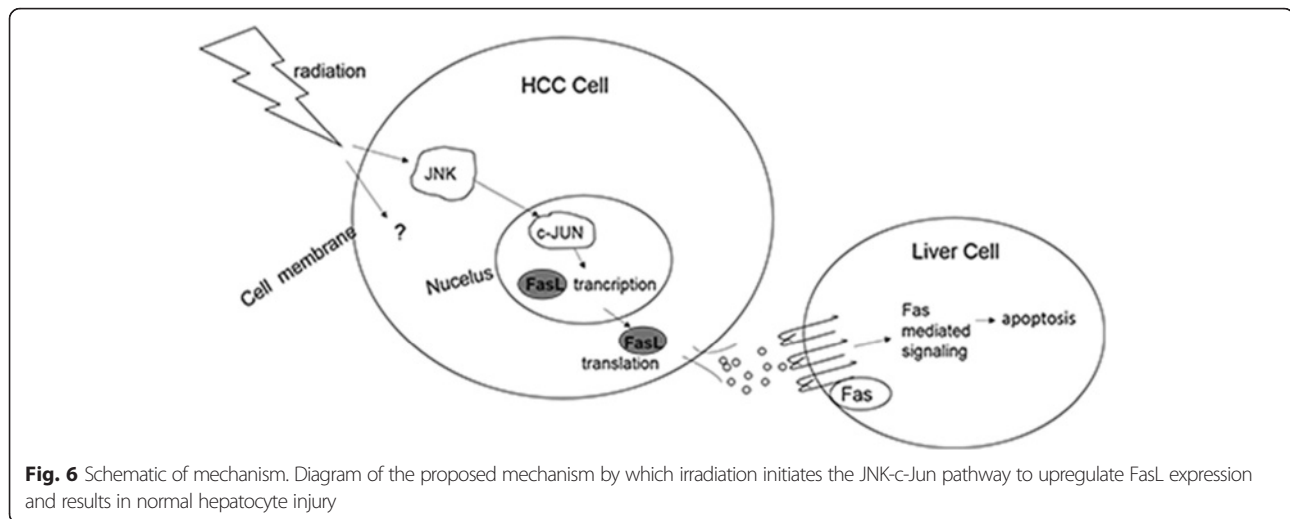 radiation
HCC Cell
JNK
?
Cell membrane
c-JUN
Nucelus
FasL trancription
FasL
translation
Liver Cell
Fas
mediated
signaling
apoptosis
Fas
Fig. 6 Schematic of mechanism. Diagram of the proposed mechanism by which irradiation initiates the JNK-c-Jun pathway to upregulate FasL expression
and results in normal hepatocyte injury